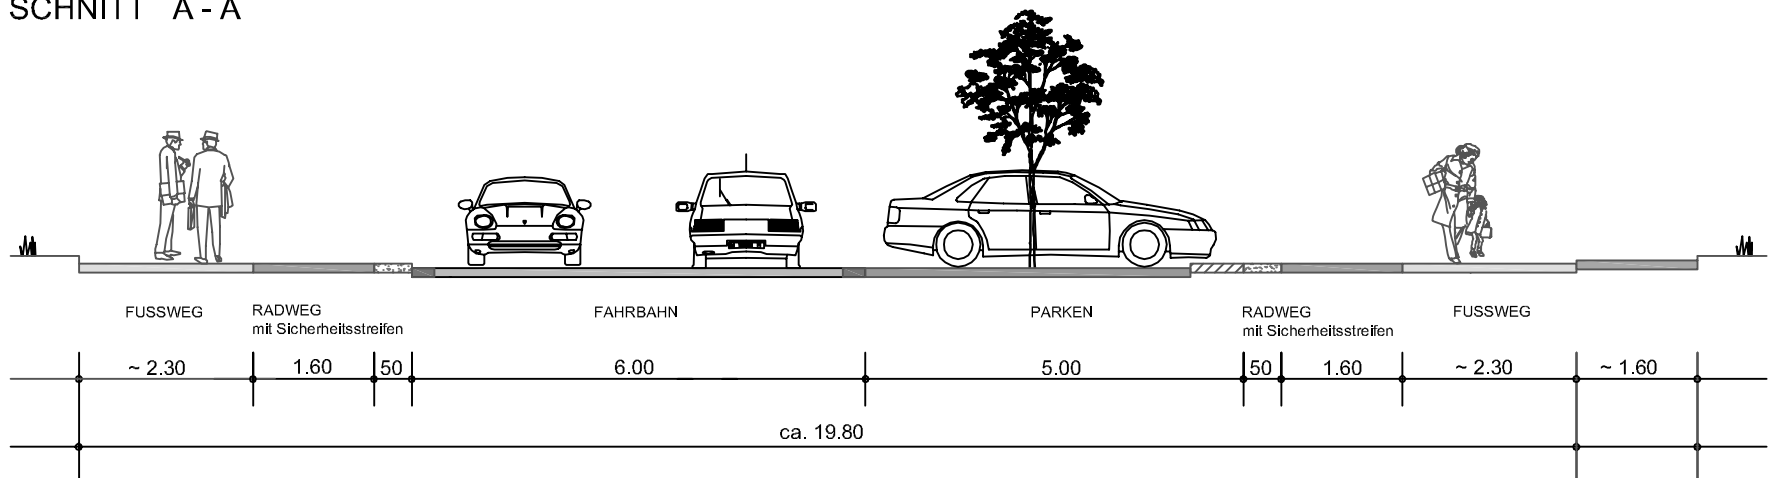 SCHNITT A - A
FUSSWEG
RADWEG
mit Sicherheitsstreifen
FAHRBAHN
PARKEN
RADWEG
mit Sicherheitsstreifen
FUSSWEG
~ 2.30
1.60
50
6.00
5.00
50
1.60
~ 2.30
~ 1.60
ca. 19.80